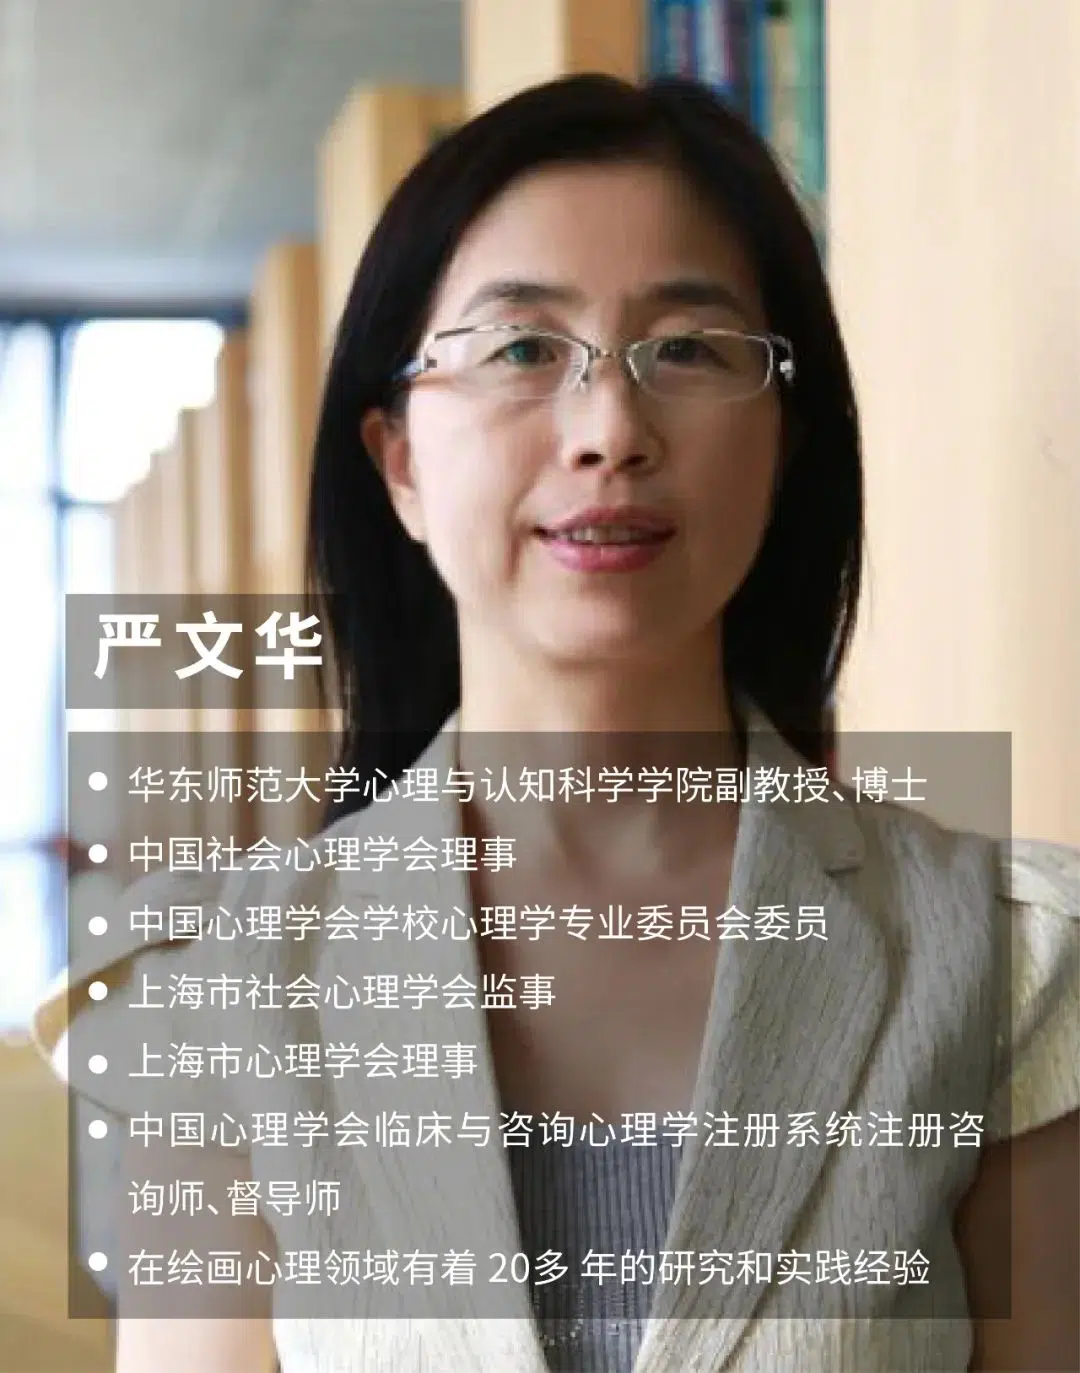 严文华
华东师范大学心理与认知科学学院副教授、博士
中国社会心理学会理事
中国心理学会学校心理学专业委员会委员
上海市社会心理学会监事
上海市心理学会理事
中国心理学会临床与咨询心理学注册系统注册咨
询师、督导师
在绘画心理领域有着 20多 年的研究和实践经验